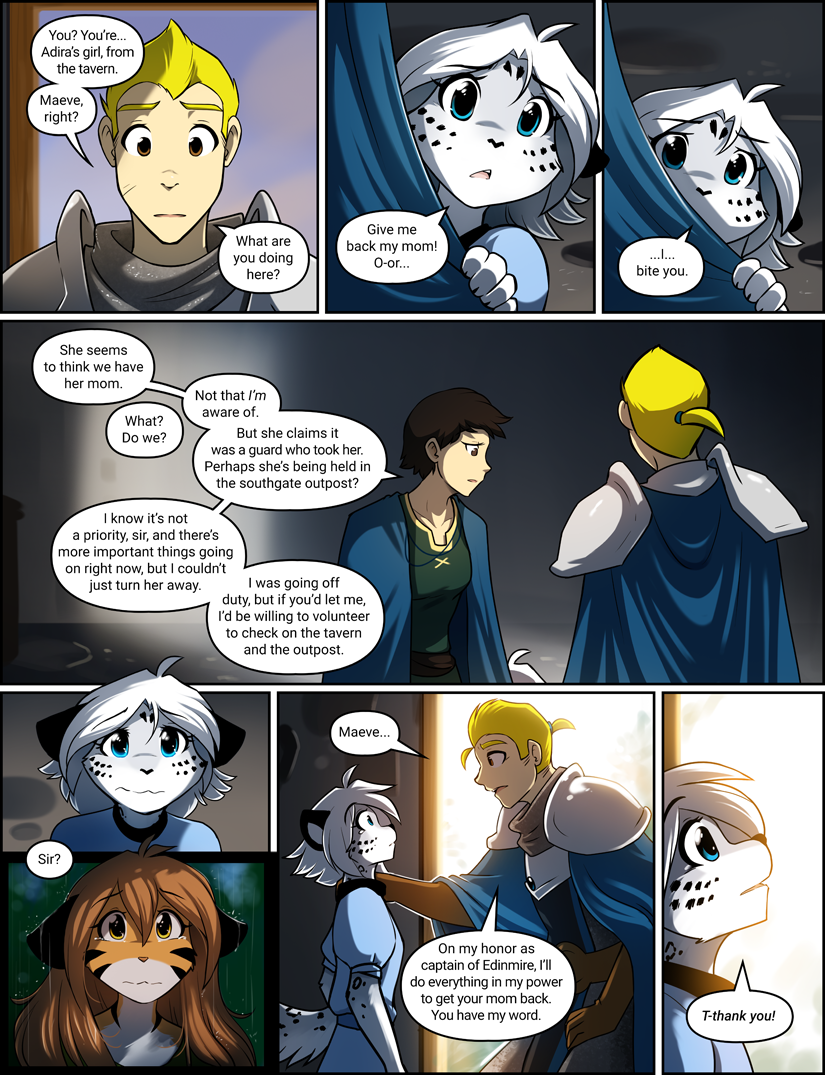 You? You're...
Adira's girl, from
the tavern.
Maeve,
right?
What are
you doing
here?
Give me
back my mom!
O-or...
...I...
bite you.
She seems
to think we have
her mom.
What?
Do we?
Not that I'm
aware of.
But she claims it
was a guard who took her.
Perhaps she's being held in
the southgate outpost?
I know it's not
a priority, sir, and there's
more important things going
on right now, but I couldn't
just turn her away.
I was going off
duty, but if you'd let me,
I'd be willing to volunteer
to check on the tavern
and the outpost.
Sir?
Maeve...
On my honor as
captain of Edinmire, I'll
do everything in my power
to get your mom back.
You have my word.
T-thank you!